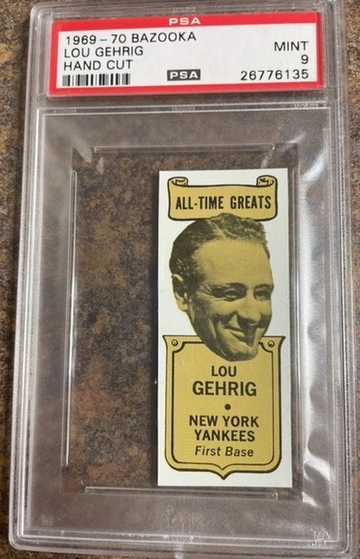 PSA
1969-70 BAZOOKA
LOU GEHRIG
HAND CUT
MINT
9
PSA
26776135
ALL-TIME GREATS
LOU
GEHRIG
•
NEW YORK
YANKEES
First Base